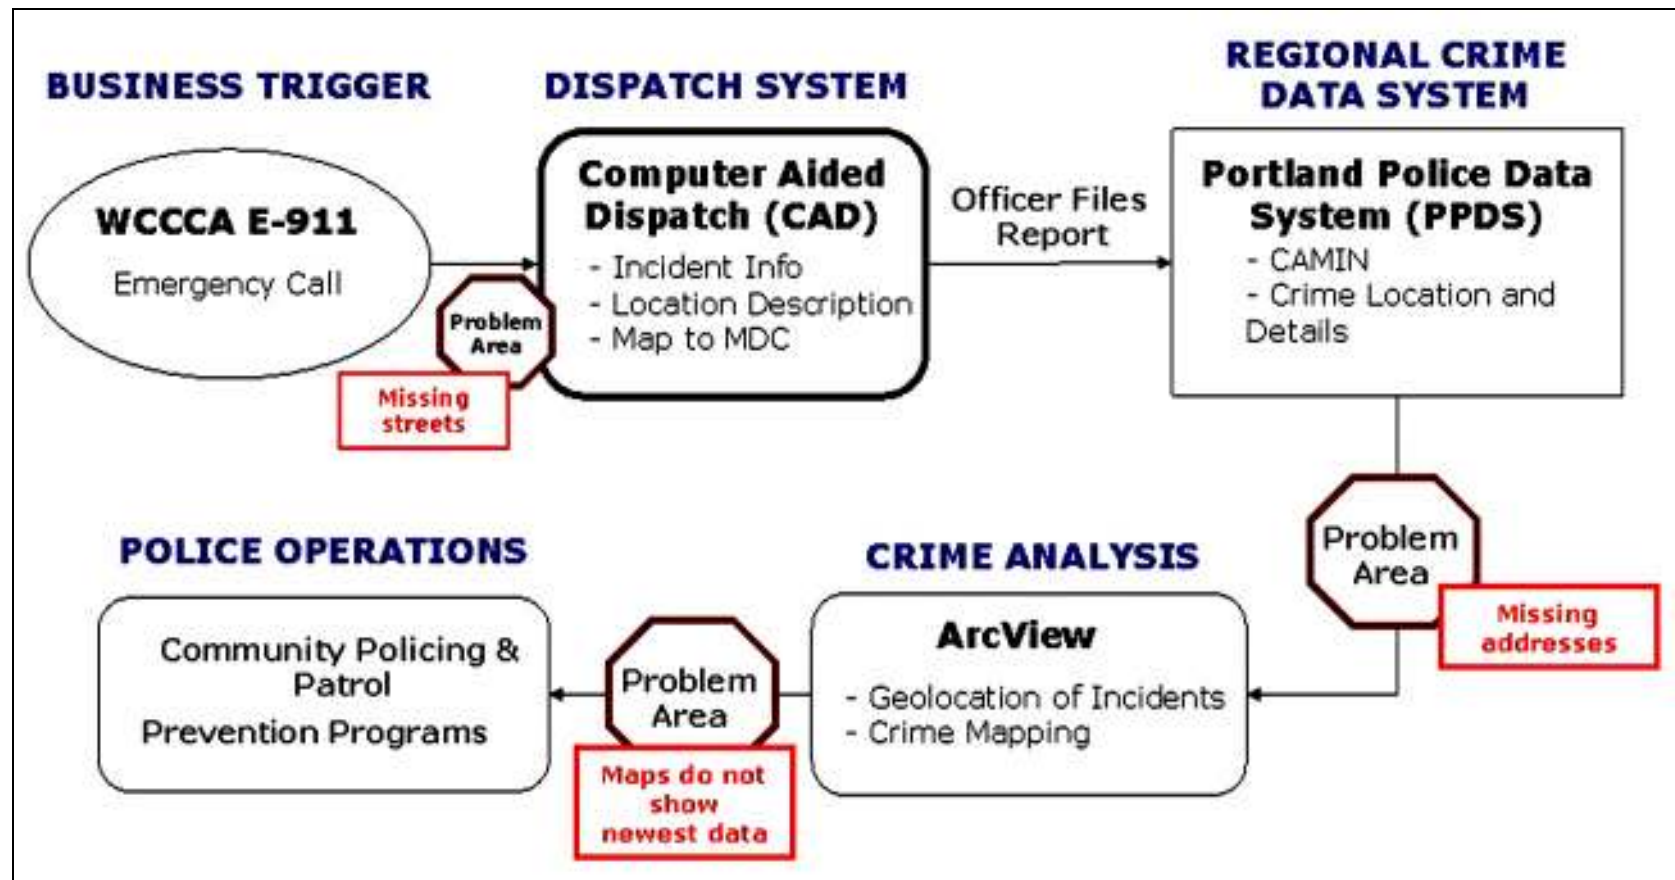 BUSINESS TRIGGER
WCCCA E-911
Emergency Call
Problem
Area
Missing
streets
DISPATCH SYSTEM
Computer Aided
Dispatch (CAD)
- Incident Info
- Location Description
- Map to MDC
Officer Files
Report
REGIONAL CRIME
DATA SYSTEM
Portland Police Data
System (PPDS)
- CAMIN
- Crime Location and
Details
Problem
Area
Missing
addresses
CRIME ANALYSIS
ArcView
- Geolocation of Incidents
- Crime Mapping
Problem
Area
Maps do not
show
newest data
POLICE OPERATIONS
Community Policing &
Patrol
Prevention Programs